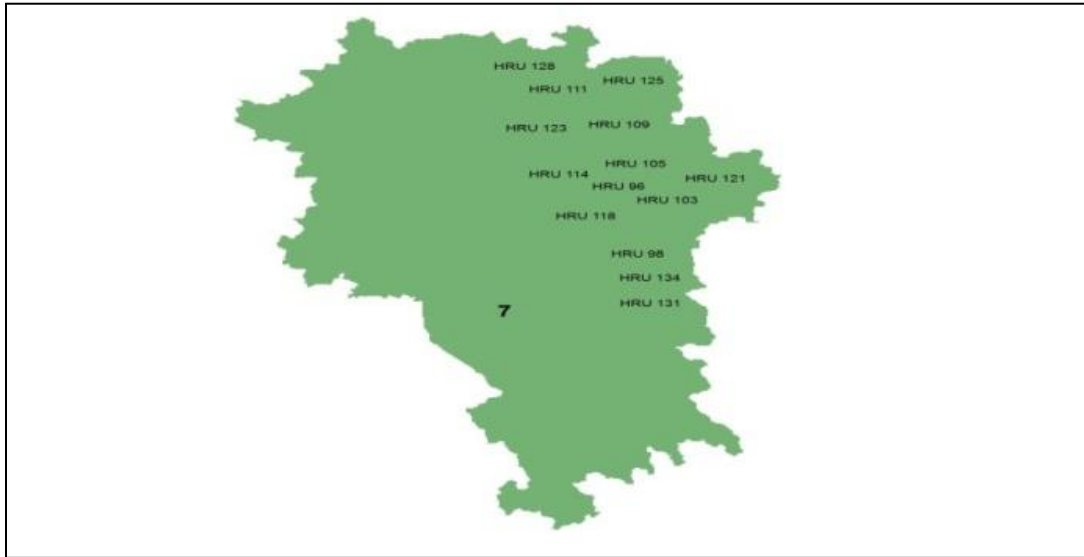 HRU 128
HRU 125
HRU 111
HRU 123
HRU 109
HRU 105
HRU 114
HRU 121
HRU 96
HRU 103
HRU 118
HRU 98
HRU 134
HRU 131
7